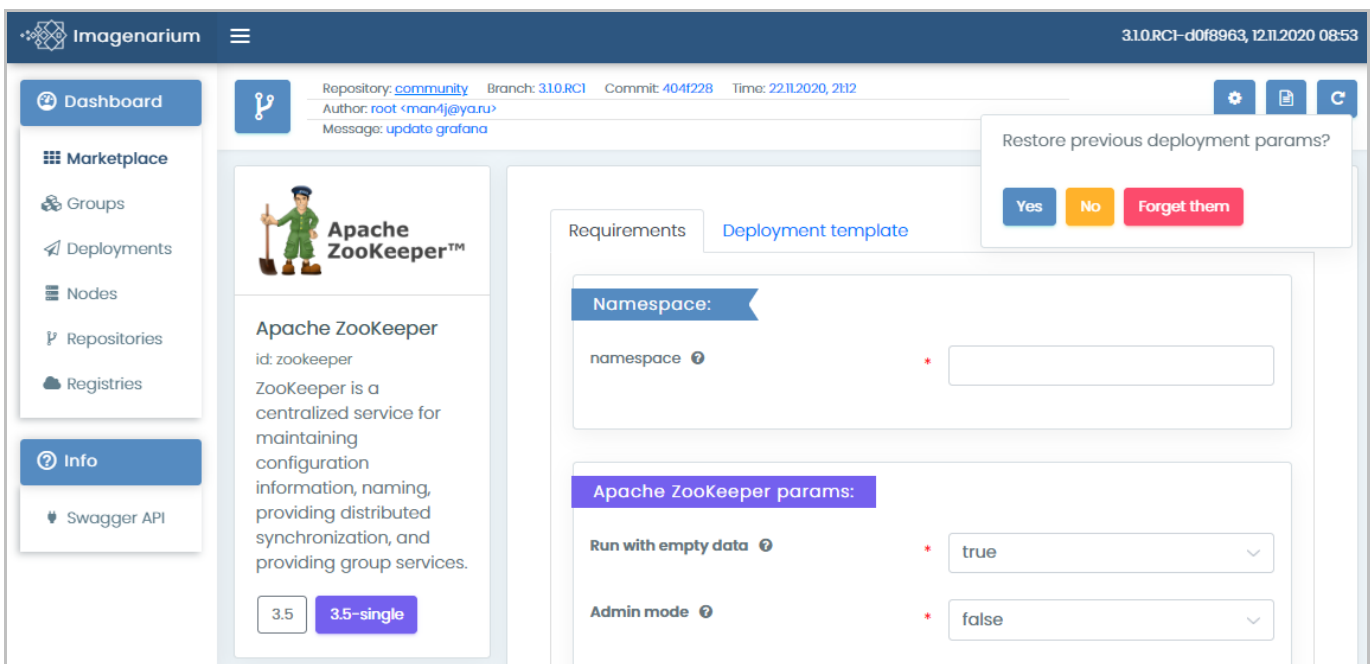 Imagenarium
3.1.0.RC1-d0f8963, 12.11.2020 08:53
Dashboard
Marketplace
Groups
Deployments
Nodes
Repositories
Registries
Info
Swagger API
Repository: community Branch: 3.1.0.RC1 Commit: 404f228 Time: 22.11.2020, 21:12
Author: root <man4j@ya.ru>
Message: update grafana
Restore previous deployment params?
Yes No Forget them
Apache
ZooKeeper™
Apache ZooKeeper
id: zookeeper
ZooKeeper is a
centralized service for
maintaining
configuration
information, naming,
providing distributed
synchronization, and
providing group services.
3.5 3.5-single
Requirements Deployment template
Namespace:
namespace *
Apache ZooKeeper params:
Run with empty data * true
Admin mode * false